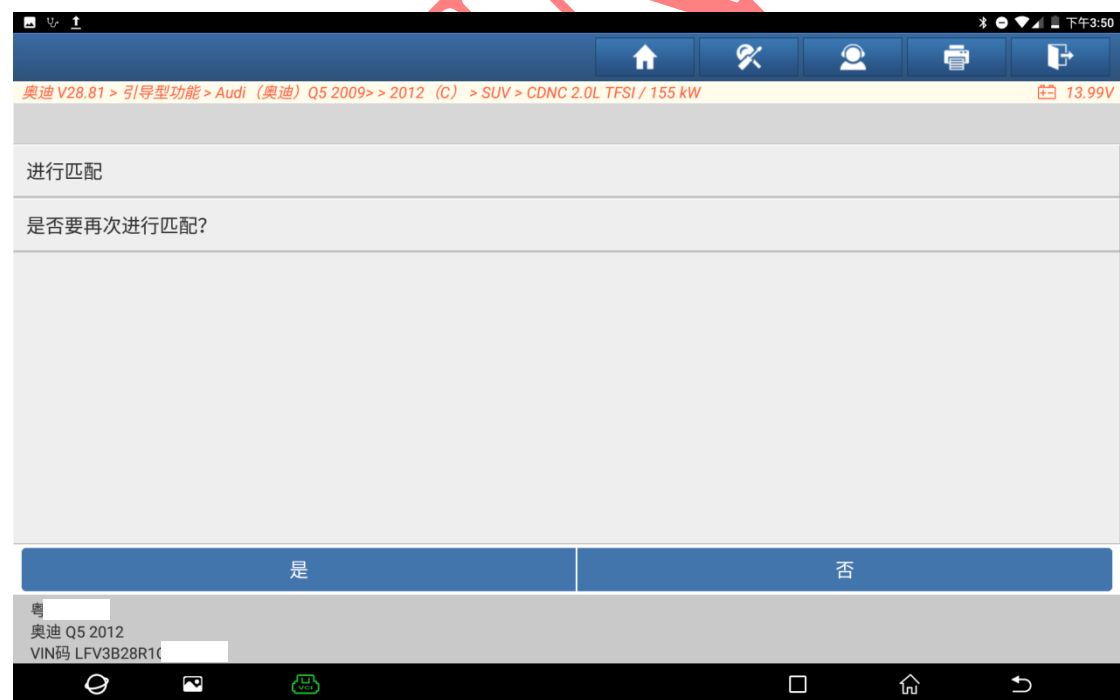 下午3:50
奥迪 V28.81 > 引导型功能 > Audi（奥迪）Q5 2009> > 2012（C） > SUV > CDNC 2.0L TFSI / 155 kW
13.99V
进行匹配
是否要再次进行匹配？
是
否
粤
奥迪 Q5 2012
VIN码 LFV3B28R1
VCI